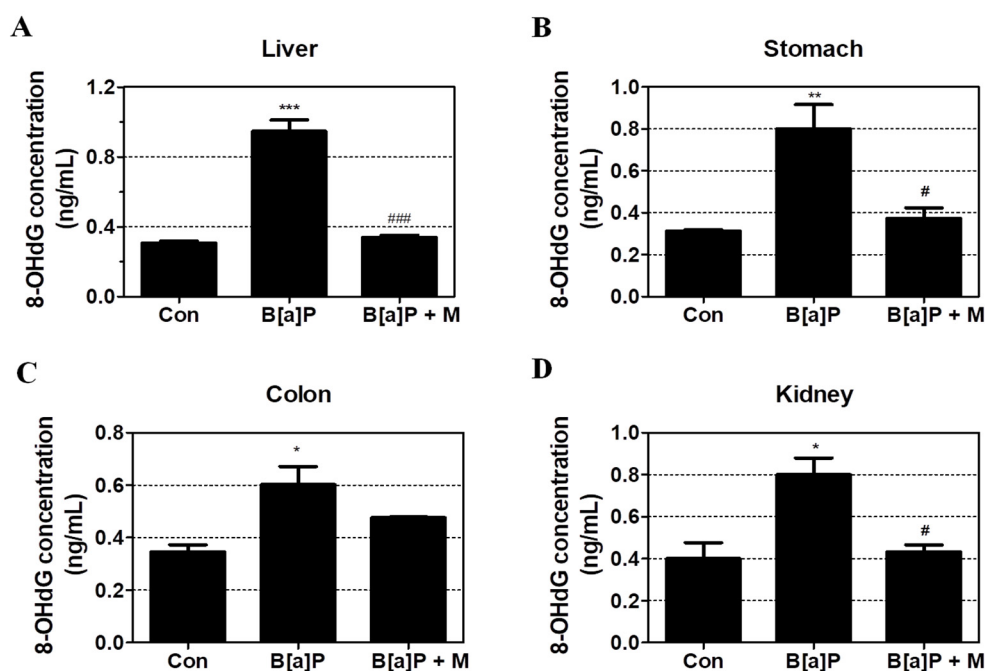 A
Liver
8-OHdG concentration
(ng/mL)
1.2
0.8
0.4
0.0
***
###
Con
B[a]P
B[a]P + M
B
Stomach
8-OHdG concentration
(ng/mL)
1.0
0.8
0.6
0.4
0.2
0.0
**
#
Con
B[a]P
B[a]P + M
C
Colon
8-OHdG concentration
(ng/mL)
0.8
0.6
0.4
0.2
0.0
*
Con
B[a]P
B[a]P + M
D
Kidney
8-OHdG concentration
(ng/mL)
1.0
0.8
0.6
0.4
0.2
0.0
*
#
Con
B[a]P
B[a]P + M